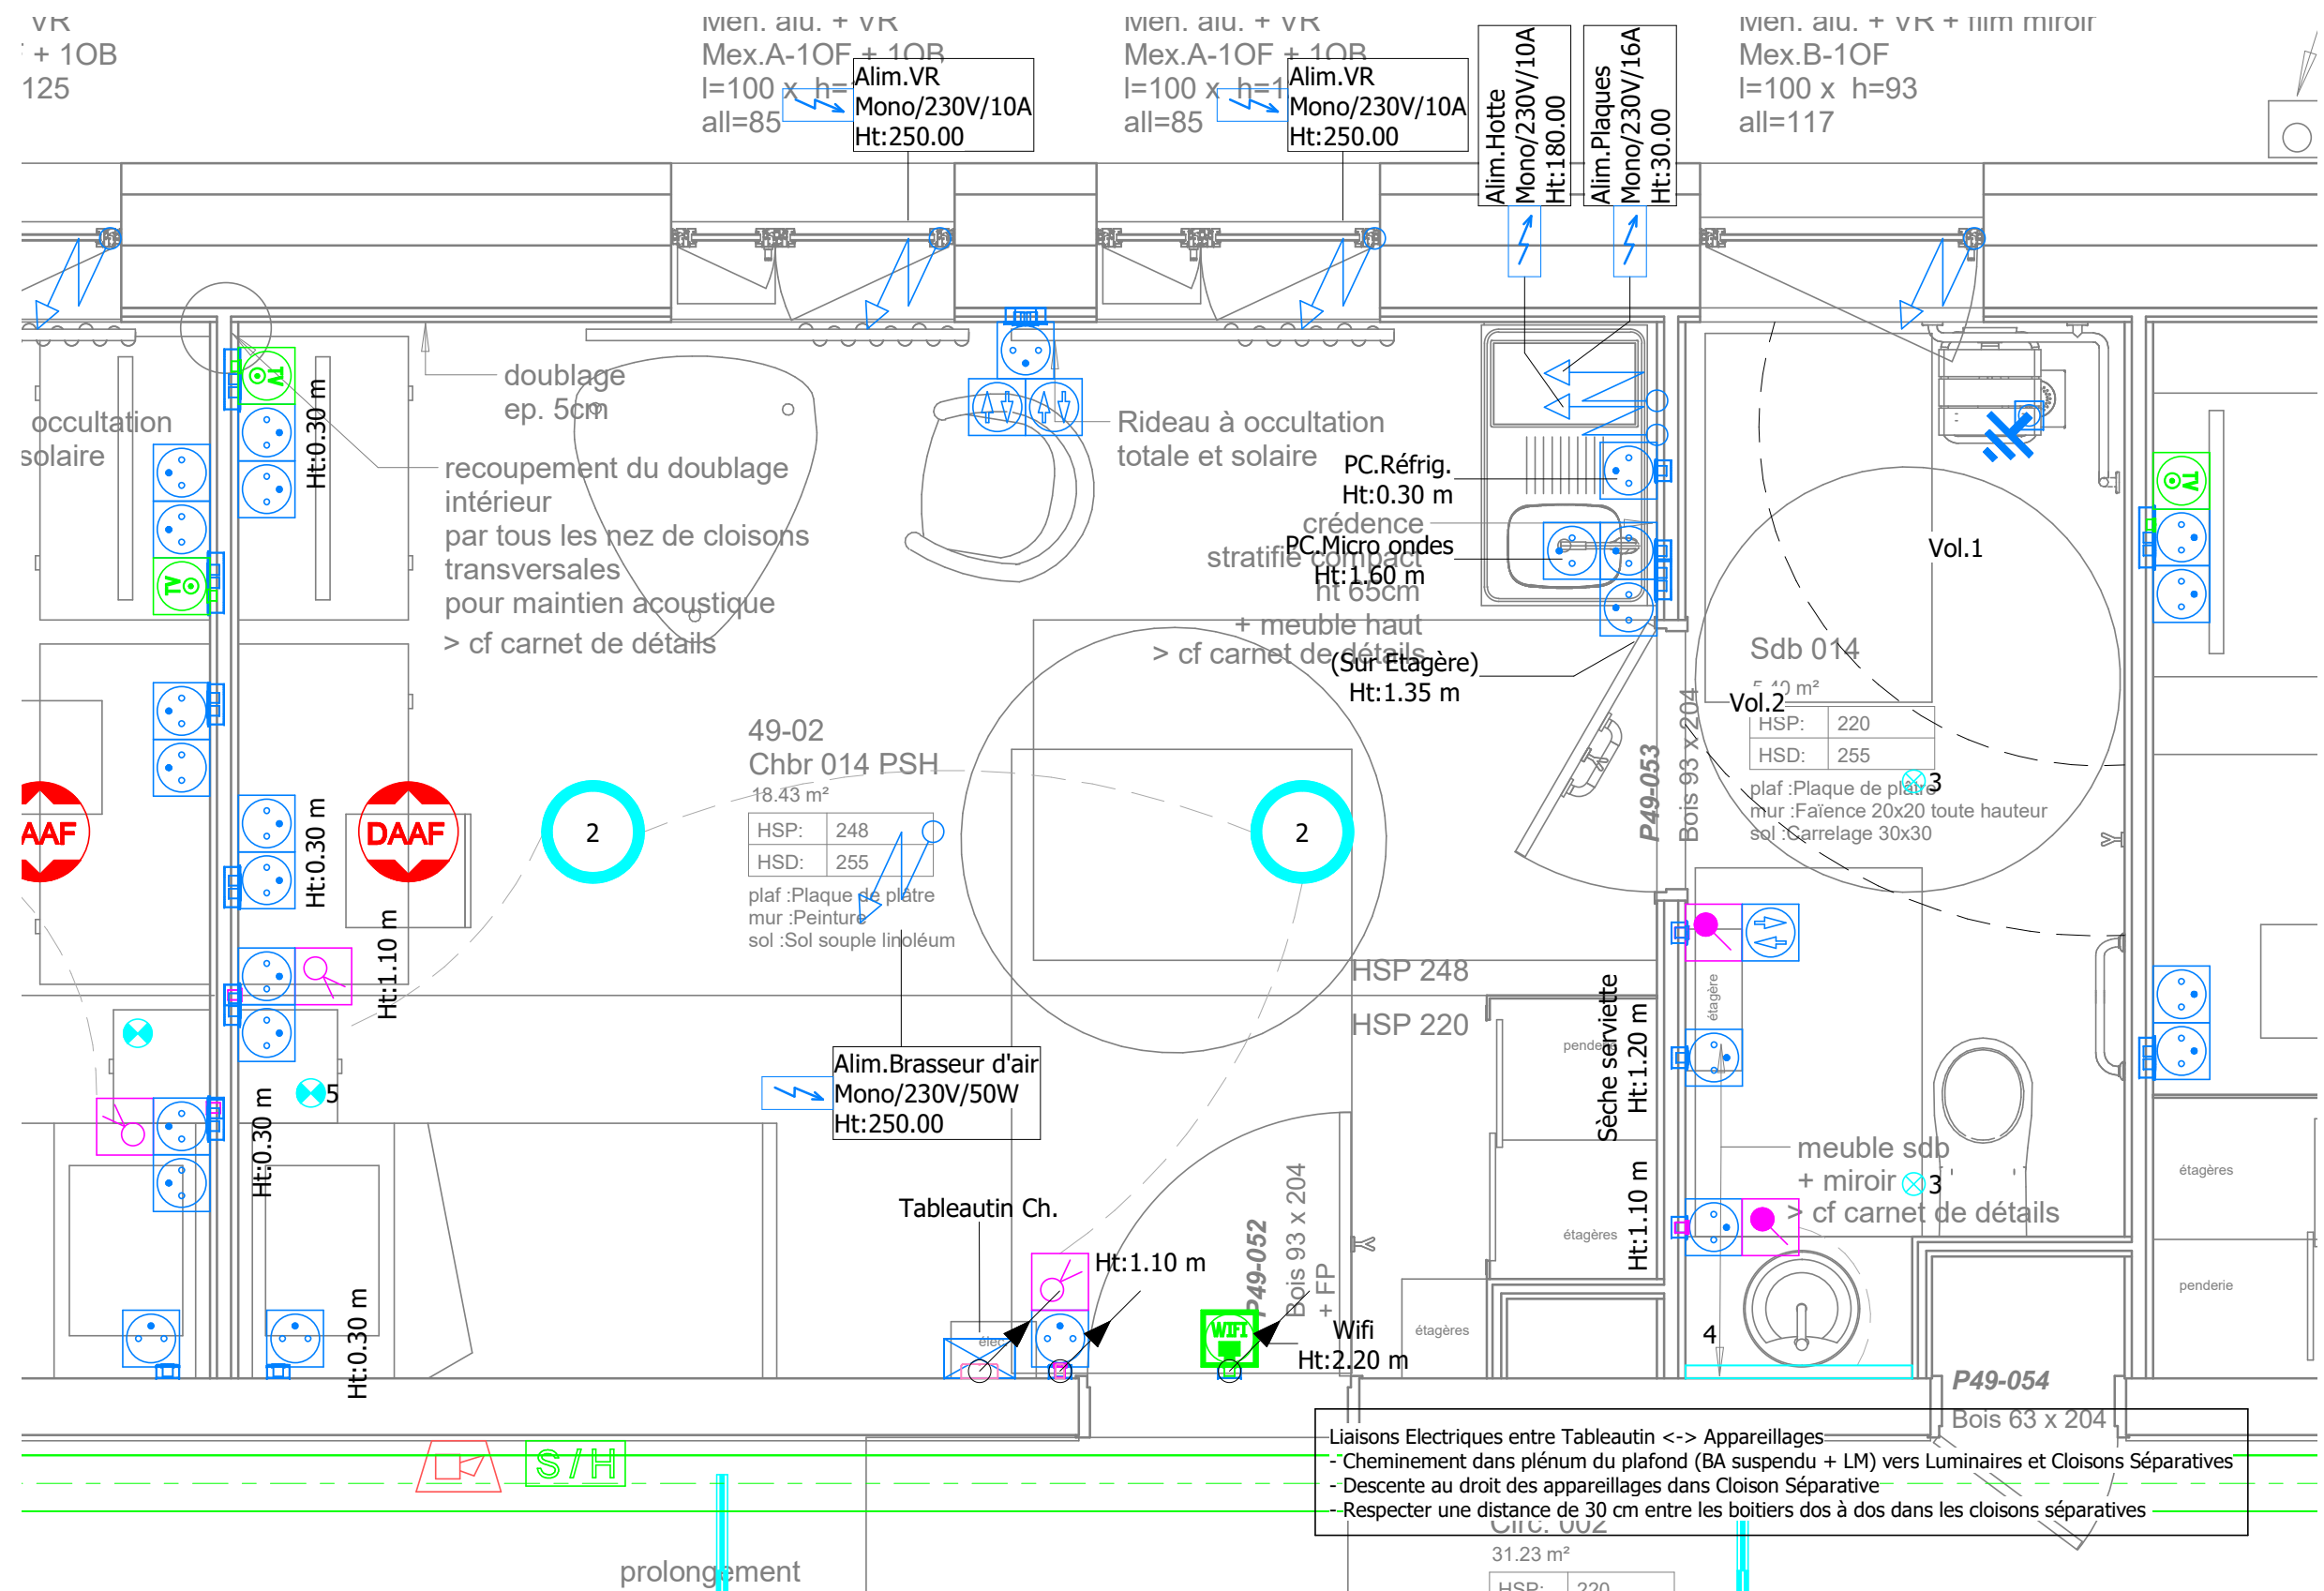 VR
+ 1OB
125
Men. alu. + VR
Mex.A-1OF + 1OB
l=100 x h=1
all=85
Alim.VR
Mono/230V/10A
Ht:250.00
Men. alu. + VR
Mex.A-1OF + 1OB
l=100 x h=1
all=85
Alim.VR
Mono/230V/10A
Ht:250.00
Alim.Hotte
Mono/230V/10A
Ht:180.00
Alim.Plaques
Mono/230V/16A
Ht:30.00
Men. alu. + VR + film miroir
Mex.B-1OF
l=100 x h=93
all=117
occultation
solaire
TV
TV
Ht:0.30 m
doublage
ep. 5cm
recoupement du doublage
intérieur
par tous les nez de cloisons
transversales
pour maintien acoustique
> cf carnet de détails
Rideau à occultation
totale et solaire
PC.Réfrig.
Ht:0.30 m
crédence
stratifié compact
ht 65cm
+ meuble haut
> cf carnet de détails
PC.Micro ondes
Ht:1.60 m
(Sur Etagère)
Ht:1.35 m
Vol.1
TV
Sdb 014
5.40 m²
Vol.2
HSP: 220
HSD: 255
plaf :Plaque de plâtre
mur :Faïence 20x20 toute hauteur
sol :Carrelage 30x30
3
P49-053
Bois 93 x 204
49-02
Chbr 014 PSH
18.43 m²
HSP: 248
HSD: 255
plaf :Plaque de plâtre
mur :Peinture
sol :Sol souple linoléum
AAF
DAAF
2
2
Ht:0.30 m
Ht:1.10 m
5
Ht:0.30 m
Ht:0.30 m
HSP 248
HSP 220
Alim.Brasseur d'air
Mono/230V/50W
Ht:250.00
penderie
étagères
étagères
étagère
Sèche serviette
Ht:1.20 m
Ht:1.10 m
meuble sdb
+ miroir
> cf carnet de détails
3
4
étagères
penderie
Tableautin Ch.
élec
Ht:1.10 m
P49-052
Bois 93 x 204
+ FP
WIFI
Wifi
Ht:2.20 m
P49-054
Bois 63 x 204
Liaisons Electriques entre Tableautin <-> Appareillages
- Cheminement dans plénum du plafond (BA suspendu + LM) vers Luminaires et Cloisons Séparatives
- Descente au droit des appareillages dans Cloison Séparative
- Respecter une distance de 30 cm entre les boitiers dos à dos dans les cloisons séparatives
S/H
prolongement
Circ. 002
31.23 m²
HSP: 220